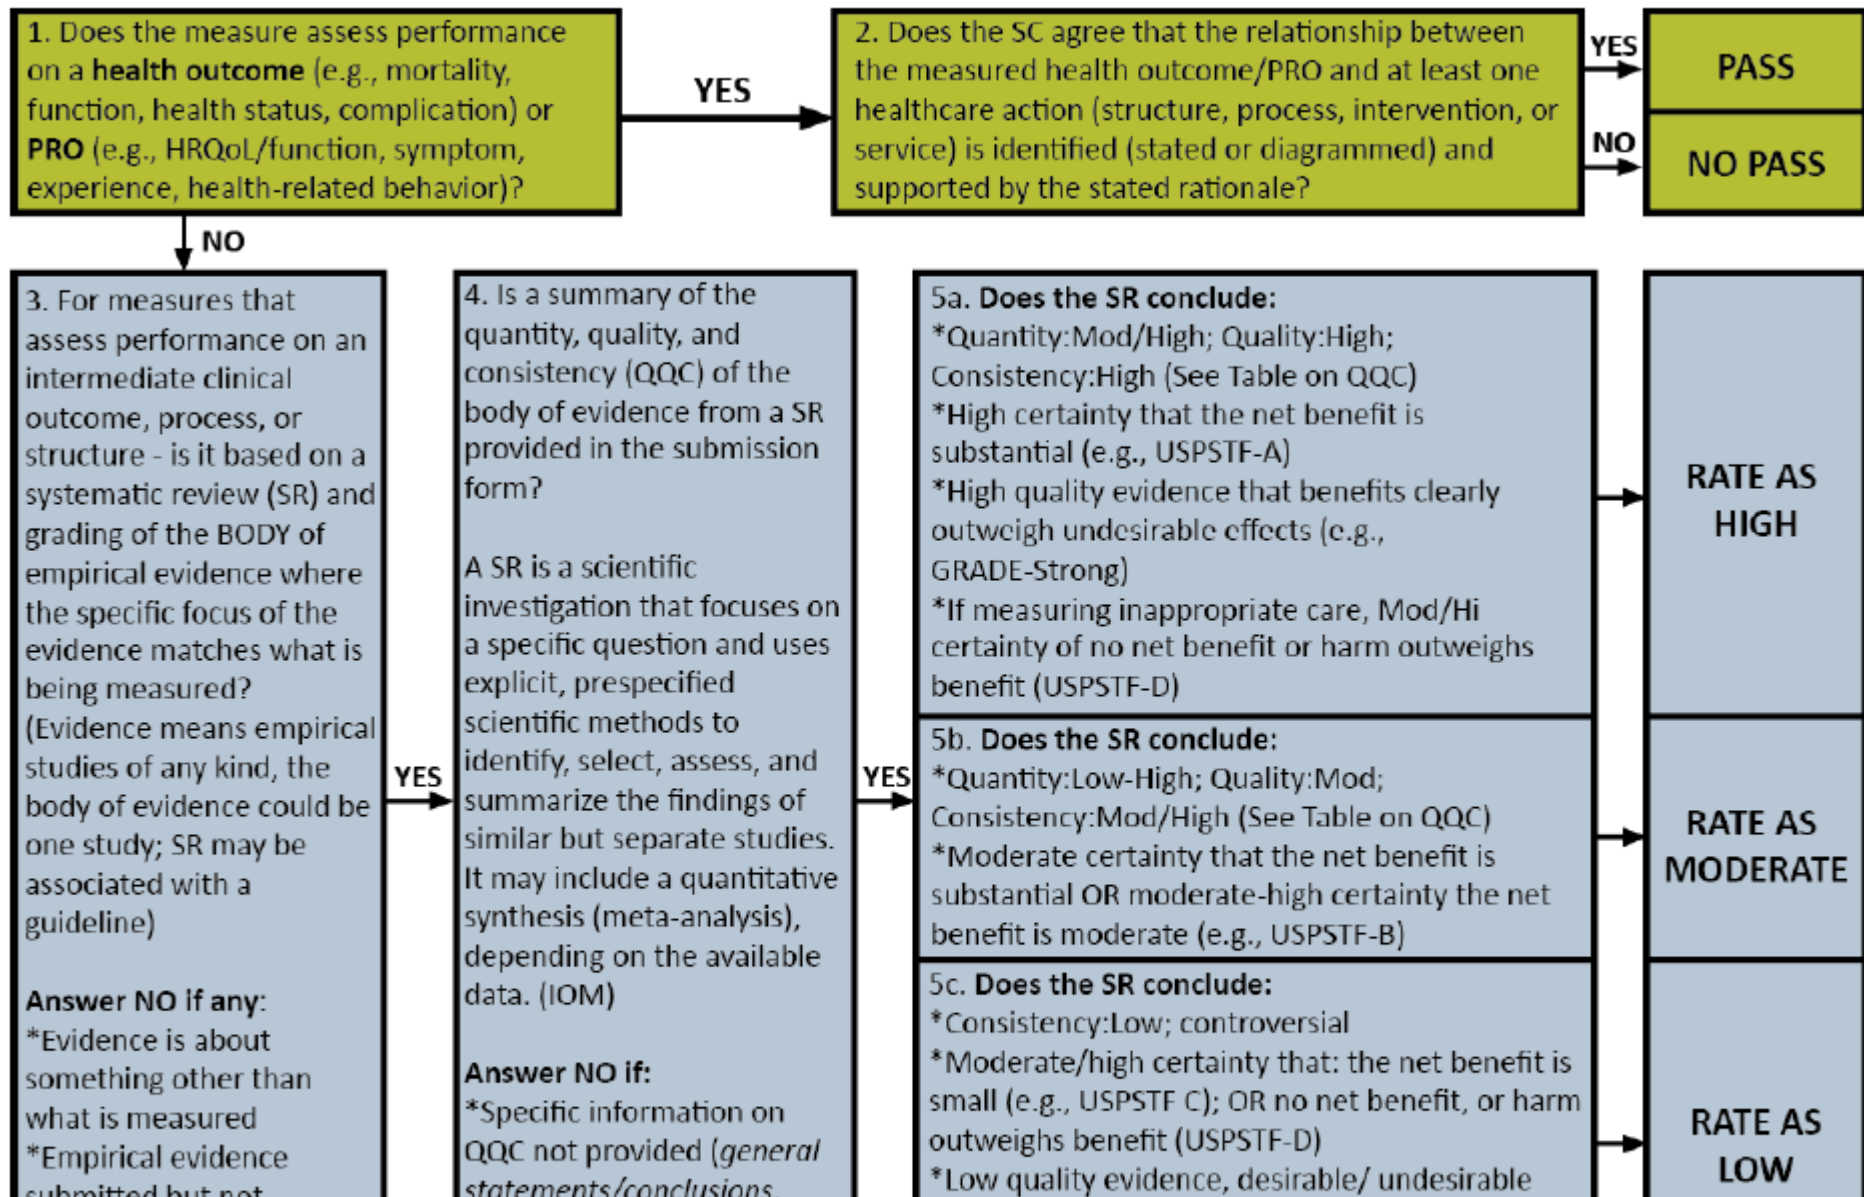 1. Does the measure assess performance
on a health outcome (e.g., mortality,
function, health status, complication) or
PRO (e.g., HRQoL/function, symptom,
experience, health-related behavior)?
YES
2. Does the SC agree that the relationship between
the measured health outcome/PRO and at least one
healthcare action (structure, process, intervention, or
service) is identified (stated or diagrammed) and
supported by the stated rationale?
YES
PASS
NO
NO PASS
NO
3. For measures that
assess performance on an
intermediate clinical
outcome, process, or
structure - is it based on a
systematic review (SR) and
grading of the BODY of
empirical evidence where
the specific focus of the
evidence matches what is
being measured?
(Evidence means empirical
studies of any kind, the
body of evidence could be
one study; SR may be
associated with a
guideline)
Answer NO if any:
*Evidence is about
something other than
what is measured
*Empirical evidence
submitted but not
YES
4. Is a summary of the
quantity, quality, and
consistency (QQC) of the
body of evidence from a SR
provided in the submission
form?
A SR is a scientific
investigation that focuses on
a specific question and uses
explicit, prespecified
scientific methods to
identify, select, assess, and
summarize the findings of
similar but separate studies.
It may include a quantitative
synthesis (meta-analysis),
depending on the available
data. (IOM)
Answer NO if:
*Specific information on
QQC not provided (general
statements/conclusions,
YES
5a. Does the SR conclude:
*Quantity:Mod/High; Quality:High;
Consistency:High (See Table on QQC)
*High certainty that the net benefit is
substantial (e.g., USPSTF-A)
*High quality evidence that benefits clearly
outweigh undesirable effects (e.g.,
GRADE-Strong)
*If measuring inappropriate care, Mod/Hi
certainty of no net benefit or harm outweighs
benefit (USPSTF-D)
RATE AS
HIGH
5b. Does the SR conclude:
*Quantity:Low-High; Quality:Mod;
Consistency:Mod/High (See Table on QQC)
*Moderate certainty that the net benefit is
substantial OR moderate-high certainty the net
benefit is moderate (e.g., USPSTF-B)
RATE AS
MODERATE
5c. Does the SR conclude:
*Consistency:Low; controversial
*Moderate/high certainty that: the net benefit is
small (e.g., USPSTF C); OR no net benefit, or harm
outweighs benefit (USPSTF-D)
*Low quality evidence, desirable/ undesirable
RATE AS
LOW